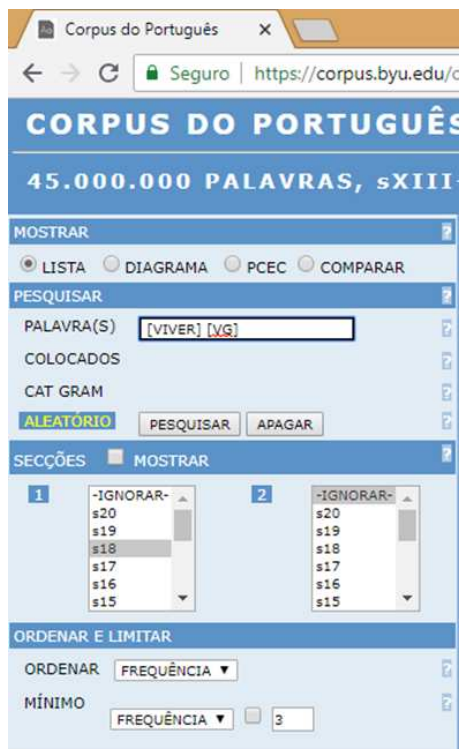 Corpus do Português
Seguro | https://corpus.byu.edu/c
CORPUS DO PORTUGUÊS
45.000.000 PALAVRAS, sXIII-
MOSTRAR ?
LISTA DIAGRAMA PCEC COMPARAR
PESQUISAR ?
PALAVRA(S) [VIVER] [VG] ?
COLOCADOS ?
CAT GRAM ?
ALEATÓRIO PESQUISAR APAGAR ?
SECÇÕES MOSTRAR ?
1 -IGNORAR- 2 -IGNORAR-
s20 s20
s19 s19
s18 s18
s17 s17
s16 s16
s15 s15
ORDENAR E LIMITAR
ORDENAR FREQUÊNCIA ?
MÍNIMO ?
FREQUÊNCIA 3